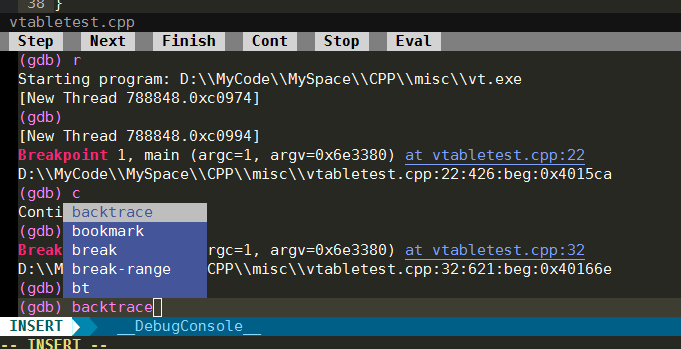 38 }
vtabletest.cpp
Step Next Finish Cont Stop Eval
(gdb) r
Starting program: D:\\MyCode\\MySpace\\CPP\\misc\\vt.exe
[New Thread 788848.0xc0974]
(gdb)
[New Thread 788848.0xc0994]
Breakpoint 1, main (argc=1, argv=0x6e3380) at vtabletest.cpp:22
D:\\MyCode\\MySpace\\CPP\\misc\\vtabletest.cpp:22:426:beg:0x4015ca
(gdb) c
Conti backtrace
(gdb) bookmark
Break break rgc=1, argv=0x6e3380) at vtabletest.cpp:32
D:\\M break-range CPP\\misc\\vtabletest.cpp:32:621:beg:0x40166e
(gdb) bt
(gdb) backtrace
INSERT __DebugConsole__
-- INSERT --